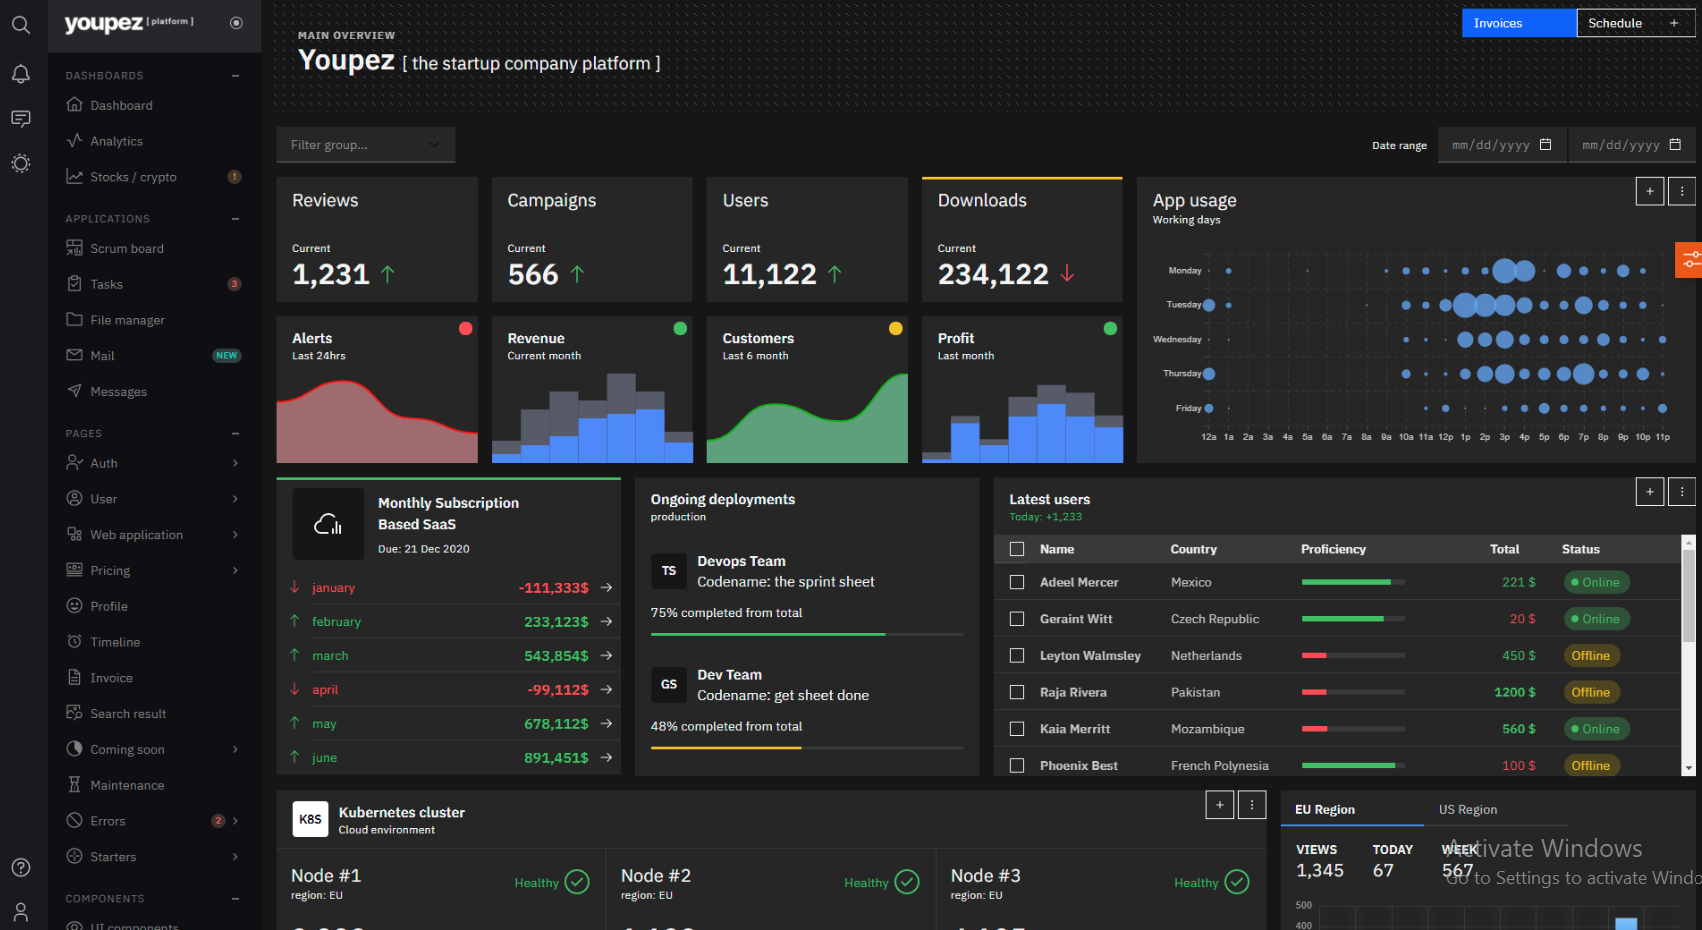 youpez [ platform ]
DASHBOARDS
Dashboard
Analytics
Stocks / crypto !
APPLICATIONS
Scrum board
Tasks 3
File manager
Mail NEW
Messages
PAGES
Auth
User
Web application
Pricing
Profile
Timeline
Invoice
Search result
Coming soon
Maintenance
Errors 2
Starters
COMPONENTS
UI components
MAIN OVERVIEW
Youpez [ the startup company platform ]
Invoices
Schedule +
Filter group...
Date range mm/dd/yyyy mm/dd/yyyy
Reviews
Current
1,231
Campaigns
Current
566
Users
Current
11,122
Downloads
Current
234,122
App usage
Working days
Monday
Tuesday
Wednesday
Thursday
Friday
12a 1a 2a 3a 4a 5a 6a 7a 8a 9a 10a 11a 12p 1p 2p 3p 4p 5p 6p 7p 8p 9p 10p 11p
Alerts
Last 24hrs
Revenue
Current month
Customers
Last 6 month
Profit
Last month
Monthly Subscription
Based SaaS
Due: 21 Dec 2020
january -111,333$
february 233,123$
march 543,854$
april -99,112$
may 678,112$
june 891,451$
Ongoing deployments
production
TS
Devops Team
Codename: the sprint sheet
75% completed from total
GS
Dev Team
Codename: get sheet done
48% completed from total
Latest users
Today: +1,233
Name Country Proficiency Total Status
Adeel Mercer Mexico 221 $ Online
Geraint Witt Czech Republic 20 $ Online
Leyton Walmsley Netherlands 450 $ Offline
Raja Rivera Pakistan 1200 $ Offline
Kaia Merritt Mozambique 560 $ Online
Phoenix Best French Polynesia 100 $ Offline
K8S
Kubernetes cluster
Cloud environment
Node #1
region: EU
Healthy
Node #2
region: EU
Healthy
Node #3
region: EU
Healthy
EU Region US Region
VIEWS TODAY WEEK
1,345 67 567
500
400
Activate Windows
Go to Settings to activate Windo